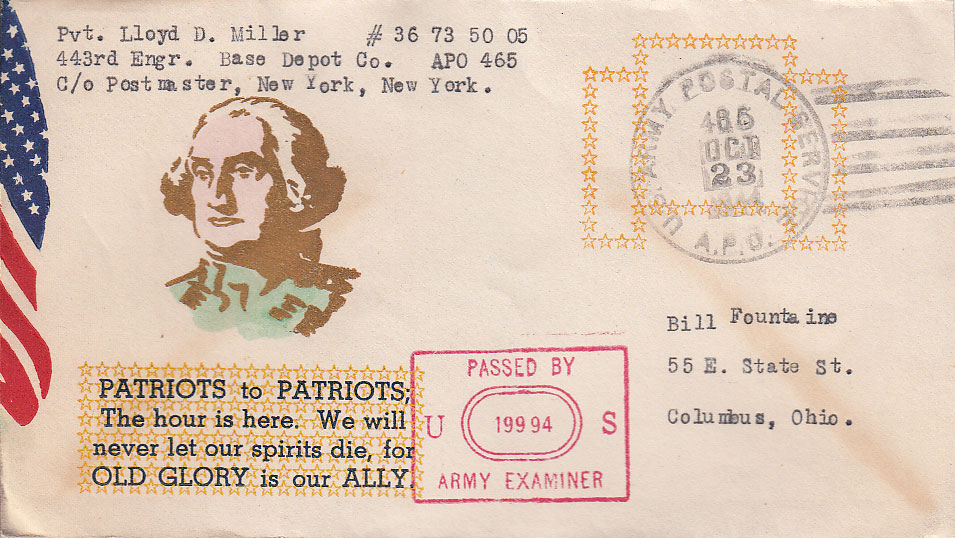 Pvt. Lloyd D. Miller # 36 73 50 05
443rd Engr. Base Depot Co. APO 465
C/o Postmaster, New York, New York.
U.S. ARMY POSTAL SERVICE
465
OCT
23
A.P.O.
Bill Fountaine
55 E. State St.
Columbus, Ohio.
PATRIOTS to PATRIOTS;
The hour is here. We will
never let our spirits die, for
OLD GLORY is our ALLY.
PASSED BY
U 19994 S
ARMY EXAMINER